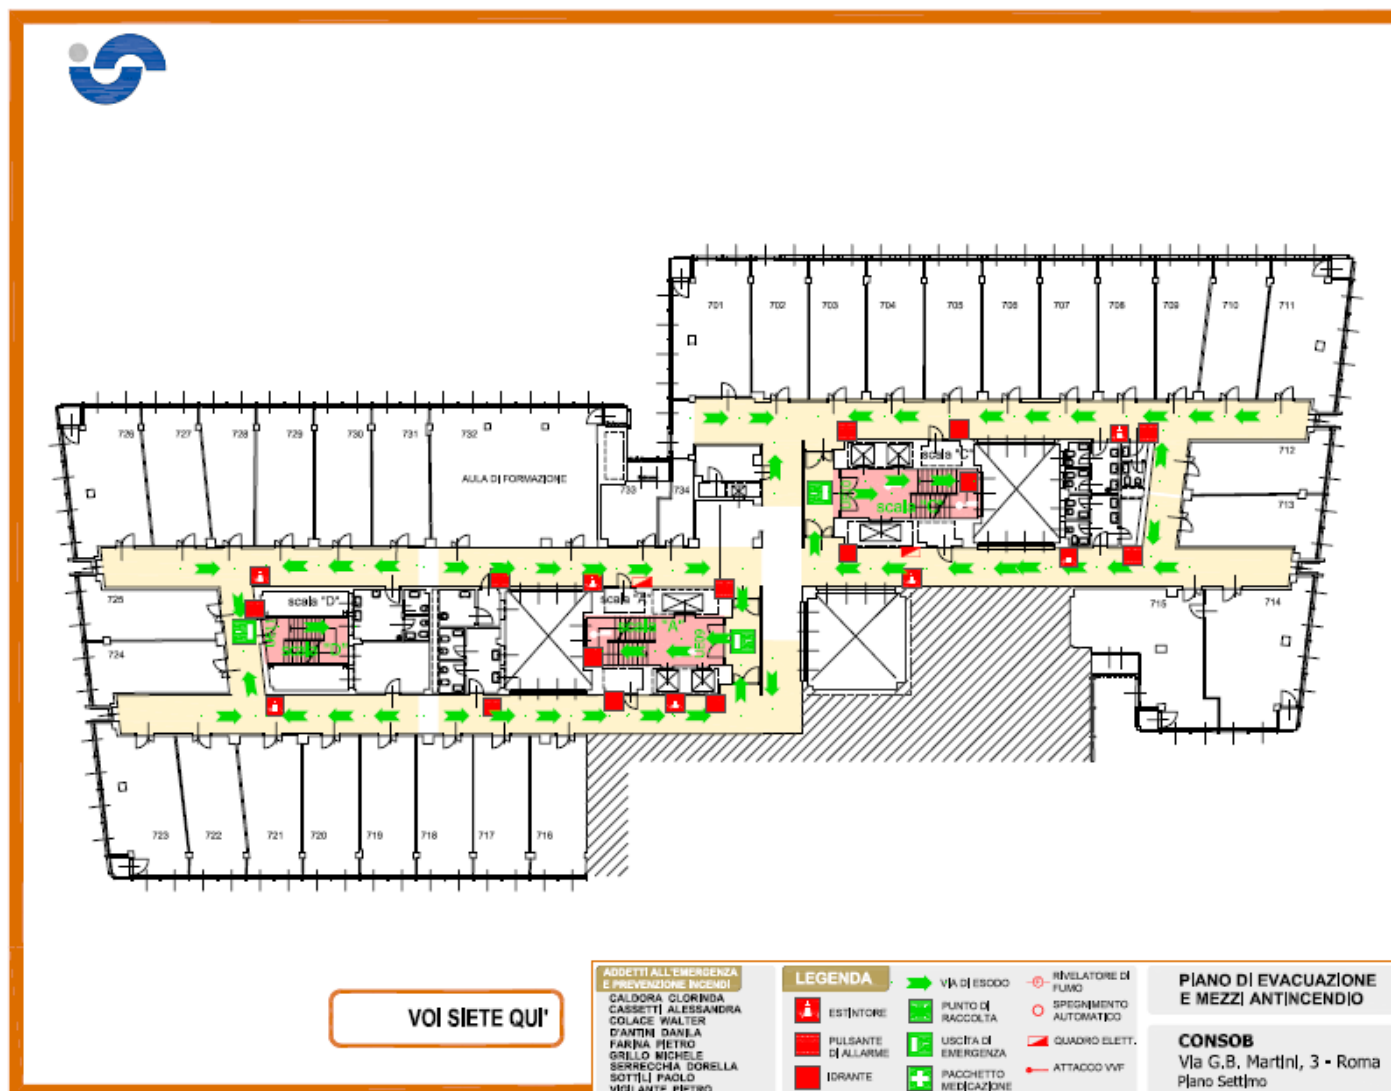 701 702 703 704 705 706 707 708 709 710 711
726 727 728 729 730 731 732
712
scala "C"
AULA DI FORMAZIONE
733 734
713
scala "C"
725
scala "D"
scala "A"
715 714
scala "A"
724
scala "D"
723 722 721 720 719 718 717 716
VOI SIETE QUI'
ADDETTI ALL'EMERGENZA
E PREVENZIONE INCENDI
CALDORA CLORINDA
CASSETTI ALESSANDRA
COLACE WALTER
D'ANTINI DANILA
FARINA PIETRO
GRILLO MICHELE
SERRECCHIA DORELLA
SOTTILI PAOLO
VIGILANTE PIETRO
LEGENDA
ESTINTORE
PULSANTE
DI ALLARME
IDRANTE
VIA DI ESODO
PUNTO DI
RACCOLTA
USCITA DI
EMERGENZA
PACCHETTO
MEDICAZIONE
RIVELATORE DI
FUMO
SPEGNIMENTO
AUTOMATICO
QUADRO ELETT.
ATTACCO VVF
PIANO DI EVACUAZIONE
E MEZZI ANTINCENDIO
CONSOB
Via G.B. Martini, 3 - Roma
Piano Settimo